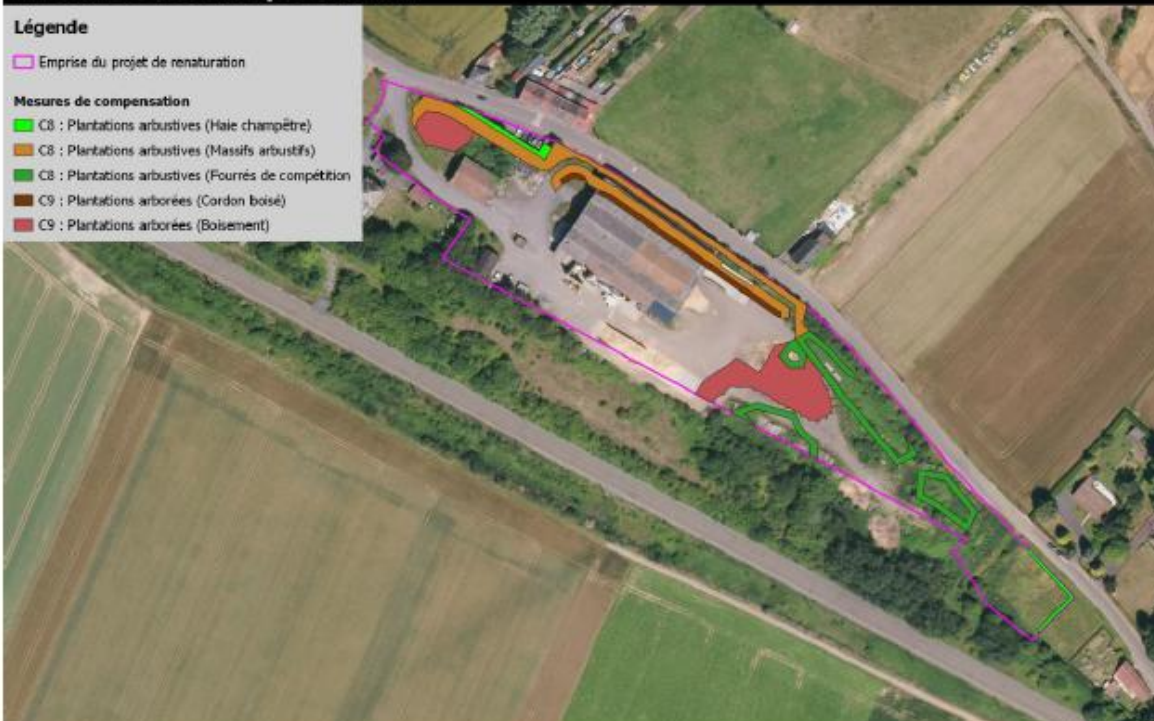 Légende
Emprise du projet de renaturation
Mesures de compensation
C8 : Plantations arbustives (Haie champêtre)
C8 : Plantations arbustives (Massifs arbustifs)
C8 : Plantations arbustives (Fourrés de compétition
C9 : Plantations arborées (Cordon boisé)
C9 : Plantations arborées (Boisement)